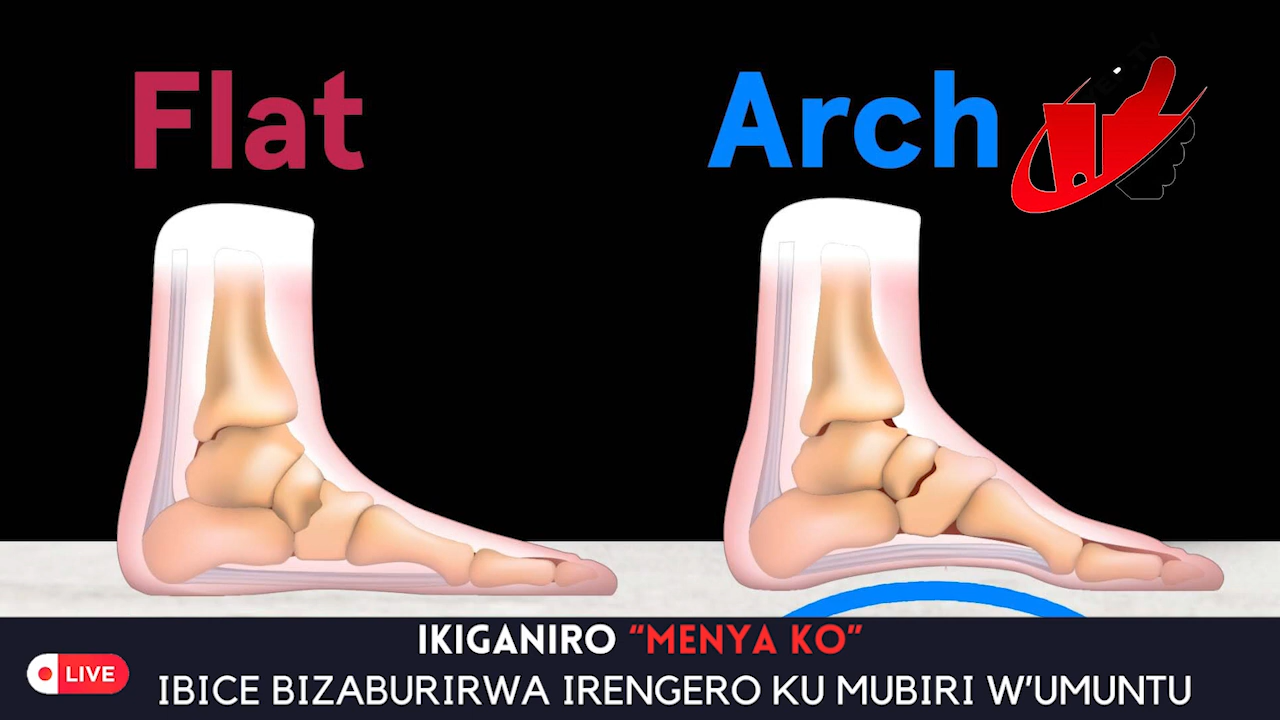 Flat
Arch
IKIGANIRO “MENYA KO”
LIVE
IBICE BIZABURIRWA IRENGERO KU MUBIRI W’UMUNTU